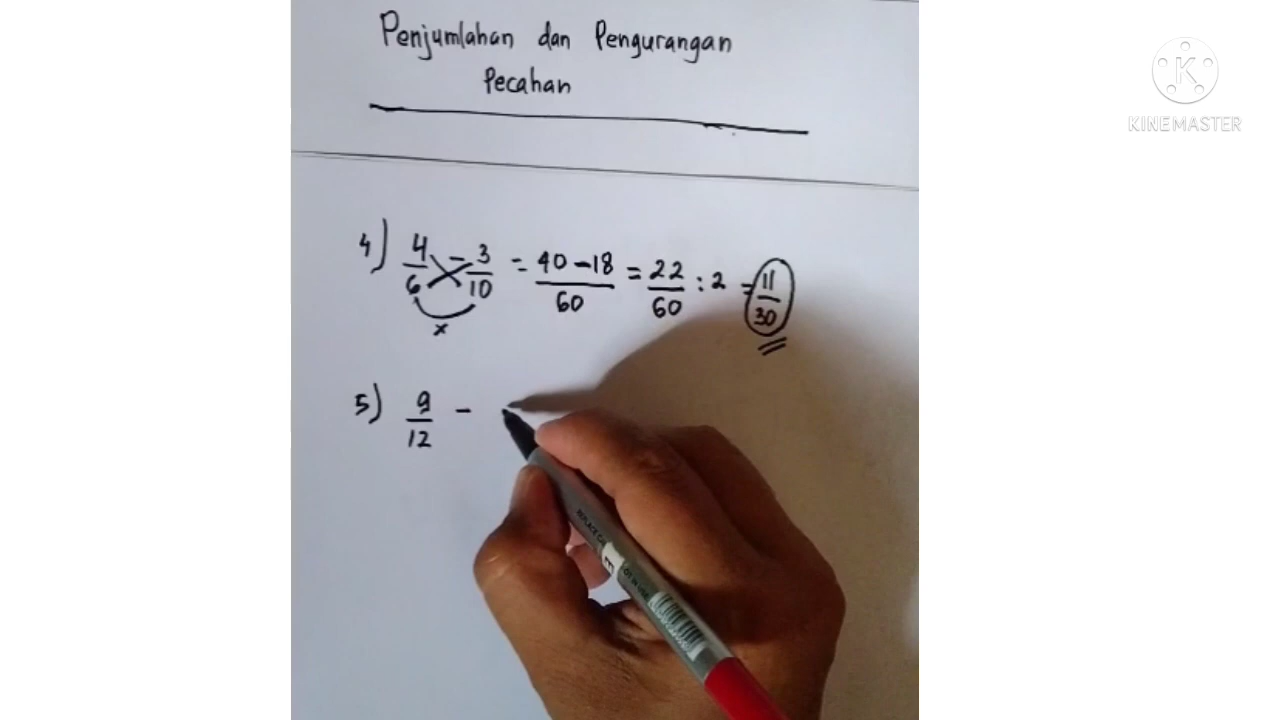 Penjumlahan dan Pengurangan
Pecahan
4) 4/6 - 3/10 = 40 - 18/60 = 22/60 : 2 = 11/30
x
5) 9/12 -
KINEMASTER